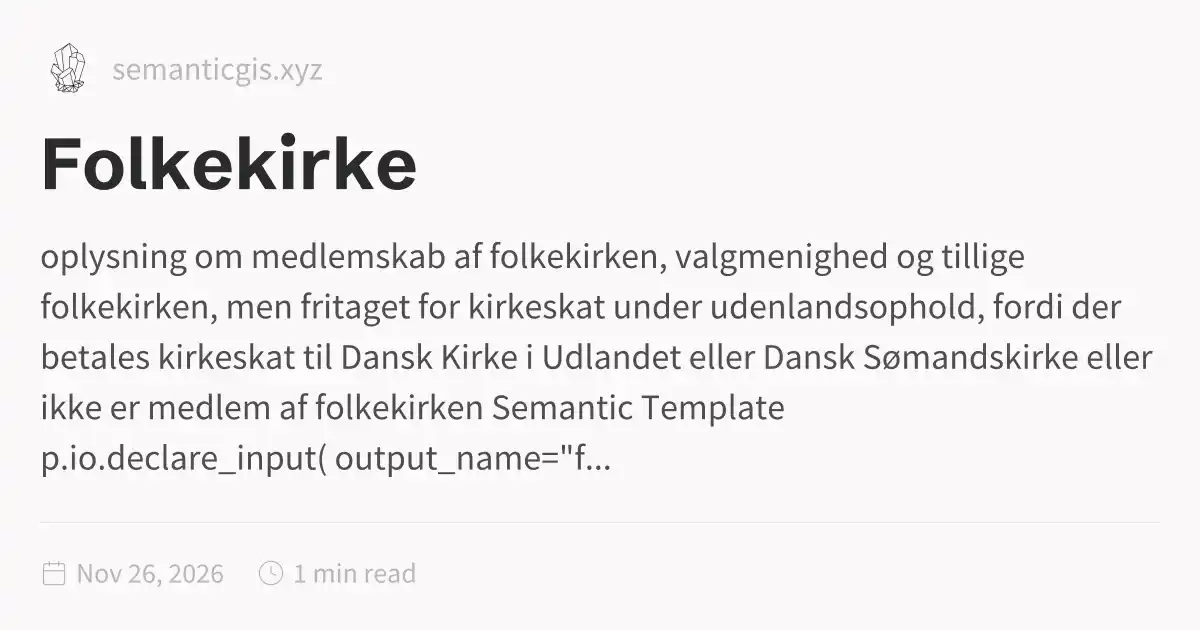 semanticgis.xyz
Folkekirke
oplysning om medlemskab af folkekirken, valgmenighed og tillige
folkekirken, men fritaget for kirkeskat under udenlandsophold, fordi der
betales kirkeskat til Dansk Kirke i Udlandet eller Dansk Sømandskirke eller
ikke er medlem af folkekirken Semantic Template
p.io.declare_input( output_name="f...
Nov 26, 2026 1 min read